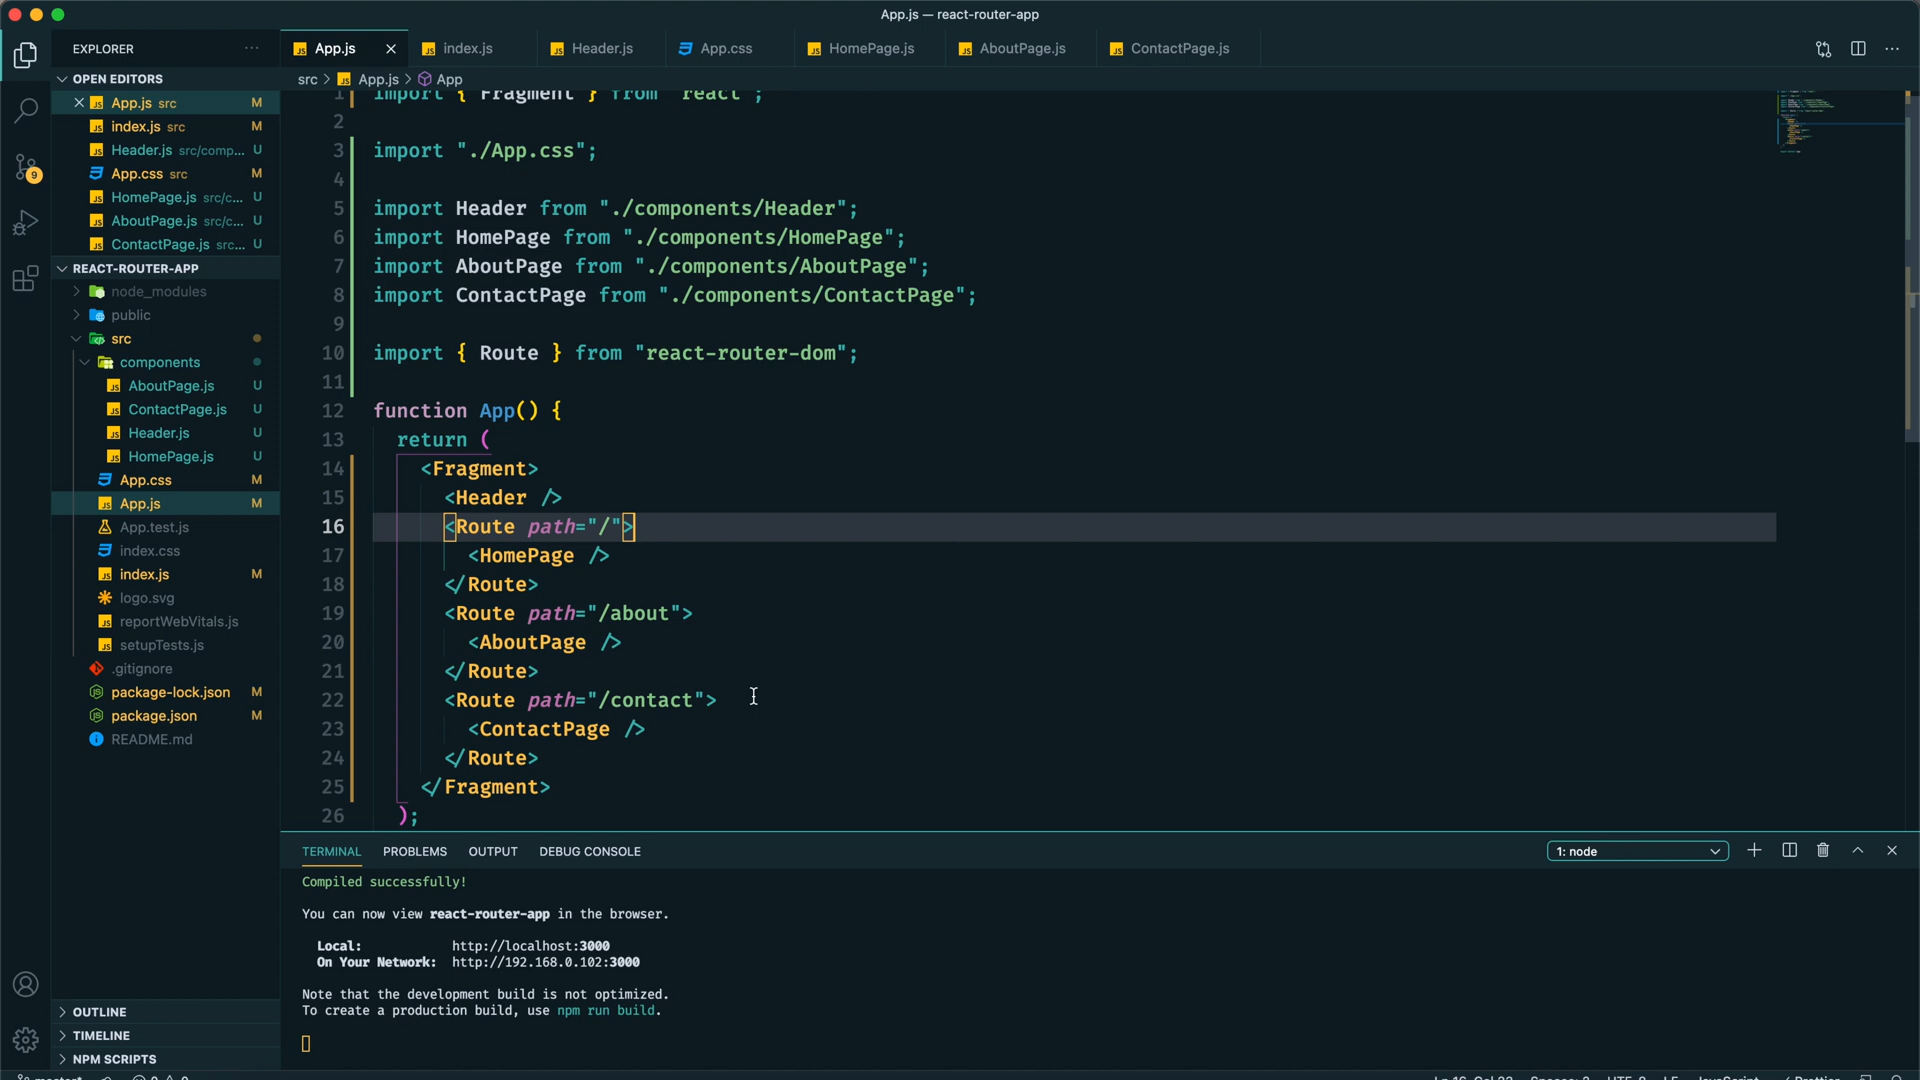 App.js — react-router-app
EXPLORER
App.js
index.js
Header.js
App.css
HomePage.js
AboutPage.js
ContactPage.js
OPEN EDITORS
App.js src M
index.js src M
Header.js src/comp... U
App.css src M
HomePage.js src/c... U
AboutPage.js src/c... U
ContactPage.js src... U
REACT-ROUTER-APP
node_modules
public
src
components
AboutPage.js U
ContactPage.js U
Header.js U
HomePage.js U
App.css M
App.js M
App.test.js
index.css
index.js M
logo.svg
reportWebVitals.js
setupTests.js
.gitignore
package-lock.json M
package.json M
README.md
OUTLINE
TIMELINE
NPM SCRIPTS
9
src > App.js > App
1 import { Fragment } from "react";
2
3 import "./App.css";
4
5 import Header from "./components/Header";
6 import HomePage from "./components/HomePage";
7 import AboutPage from "./components/AboutPage";
8 import ContactPage from "./components/ContactPage";
9
10 import { Route } from "react-router-dom";
11
12 function App() {
13 return (
14 <Fragment>
15 <Header />
16 <Route path="/">
17 <HomePage />
18 </Route>
19 <Route path="/about">
20 <AboutPage />
21 </Route>
22 <Route path="/contact">
23 <ContactPage />
24 </Route>
25 </Fragment>
26 );
TERMINAL PROBLEMS OUTPUT DEBUG CONSOLE
1: node
Compiled successfully!
You can now view react-router-app in the browser.
Local: http://localhost:3000
On Your Network: http://192.168.0.102:3000
Note that the development build is not optimized.
To create a production build, use npm run build.